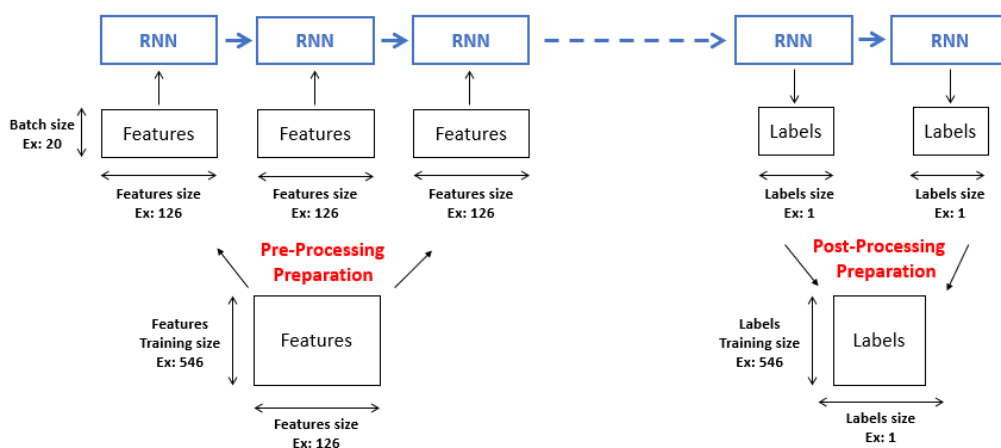 RNN
RNN
RNN
RNN
RNN
Batch size
Ex: 20
Features
Features
Features
Labels
Labels
Features size
Ex: 126
Features size
Ex: 126
Features size
Ex: 126
Labels size
Ex: 1
Labels size
Ex: 1
Pre-Processing
Preparation
Post-Processing
Preparation
Features
Training size
Ex: 546
Features
Labels
Training size
Ex: 546
Labels
Features size
Ex: 126
Labels size
Ex: 1